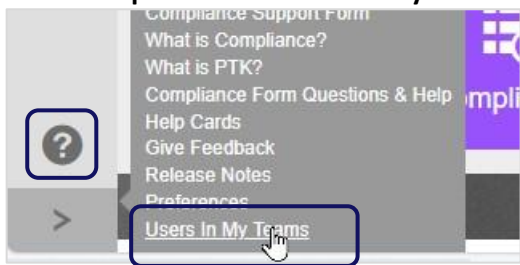 Compliance Support Form
What is Compliance?
What is PTK?
Compliance Form Questions & Help
Help Cards
Give Feedback
Release Notes
Preferences
Users In My Teams
?
>